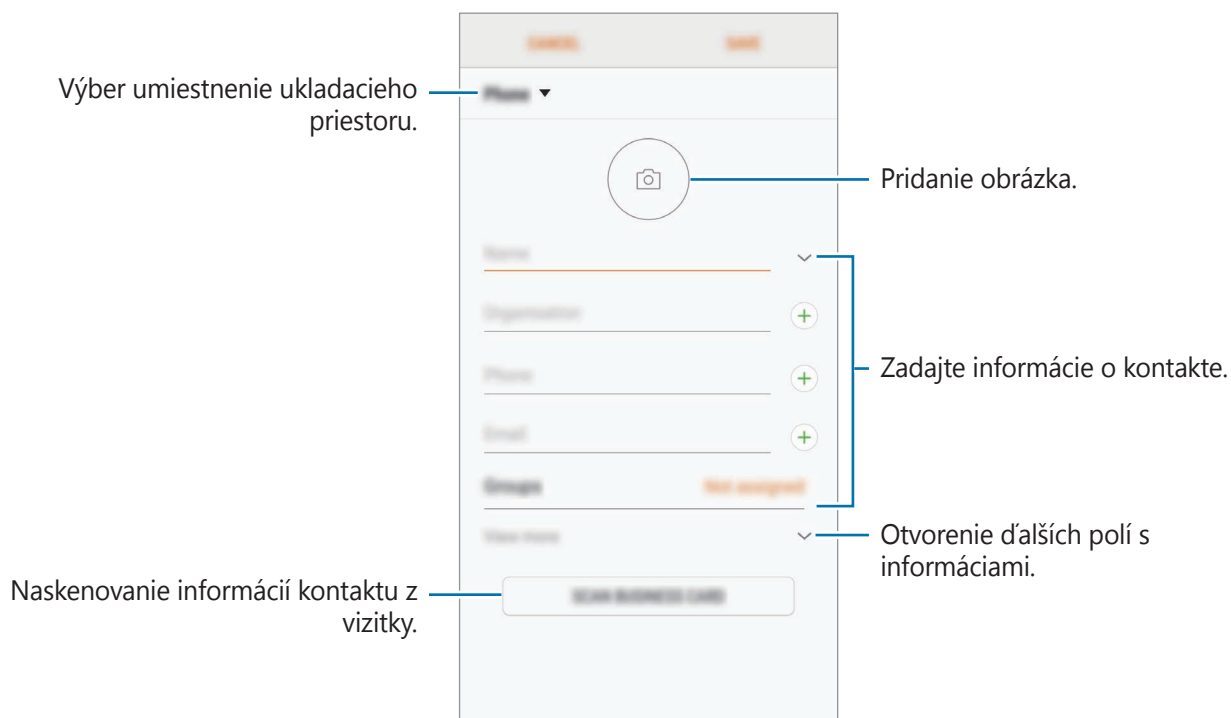 CANCEL
SAVE
Výber umiestnenie ukladacieho
priestoru.
Phone
Pridanie obrázka.
Name
Organisation
Phone
Zadajte informácie o kontakte.
Email
Groups
Not assigned
View more
Otvorenie ďalších polí s
informáciami.
Naskenovanie informácií kontaktu z
vizitky.
SCAN BUSINESS CARD